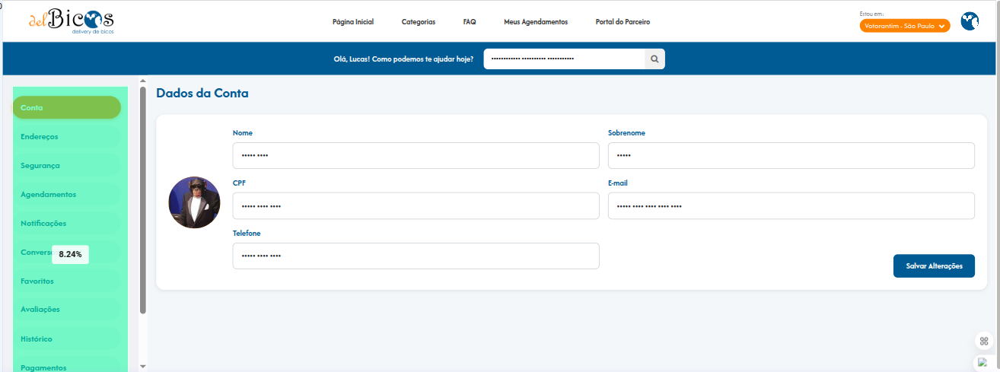 delBicos
delivery de bicos
Página Inicial
Categorias
FAQ
Meus Agendamentos
Portal do Parceiro
Estou em:
Votorantim - São Paulo
Olá, Lucas! Como podemos te ajudar hoje?
Conta
Endereços
Segurança
Agendamentos
Notificações
8.24%
Favoritos
Avaliações
Histórico
Pagamentos
Dados da Conta
Nome
Sobrenome
CPF
E-mail
Telefone
Salvar Alterações